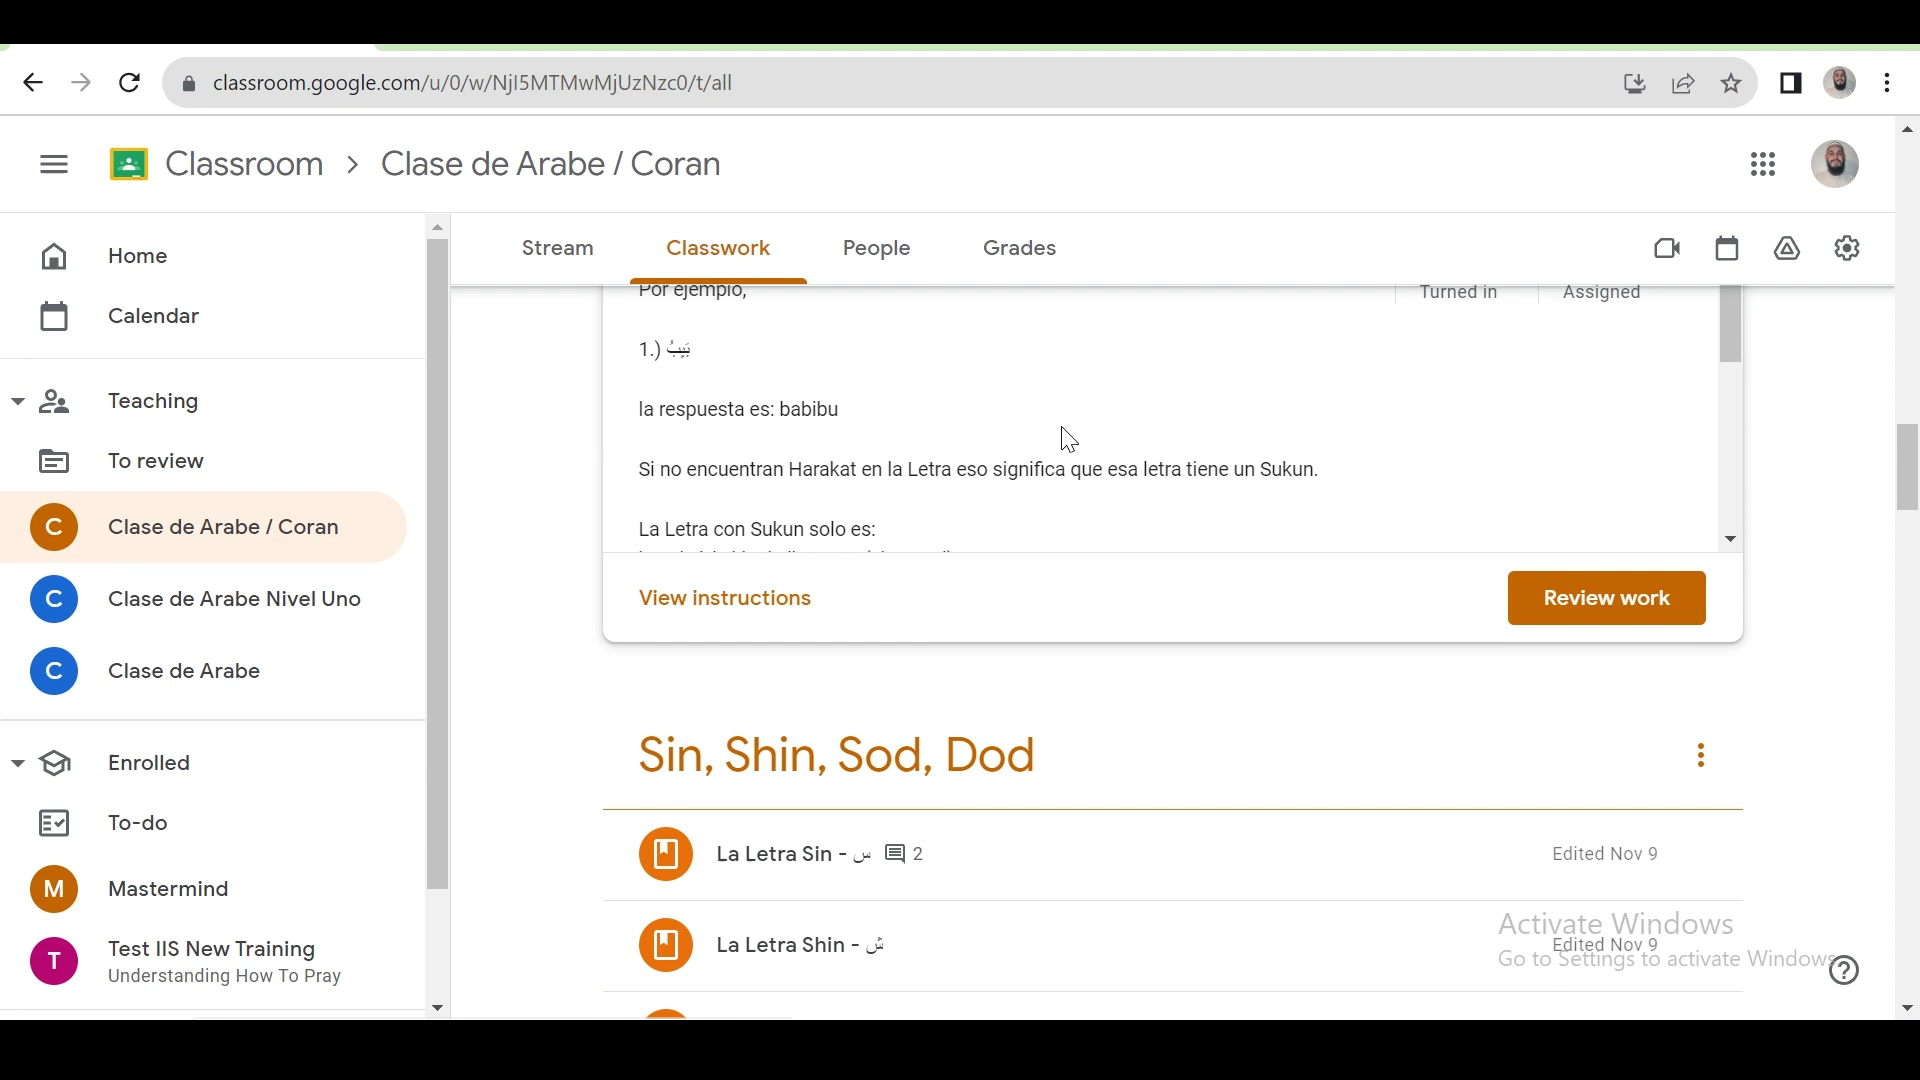 classroom.google.com/u/0/w/NjI5MTMwMjUzNzc0/t/all
Classroom > Clase de Arabe / Coran
Home
Calendar
Teaching
To review
C Clase de Arabe / Coran
C Clase de Arabe Nivel Uno
C Clase de Arabe
Enrolled
To-do
M Mastermind
T Test IIS New Training
Understanding How To Pray
Stream Classwork People Grades
Por ejemplo,
Turned in Assigned
1.) بَبِبُ
la respuesta es: babibu
Si no encuentran Harakat en la Letra eso significa que esa letra tiene un Sukun.
La Letra con Sukun solo es:
View instructions
Review work
Sin, Shin, Sod, Dod
La Letra Sin - س 2
Edited Nov 9
La Letra Shin - ش
Edited Nov 9
Activate Windows
Go to Settings to activate Windows.